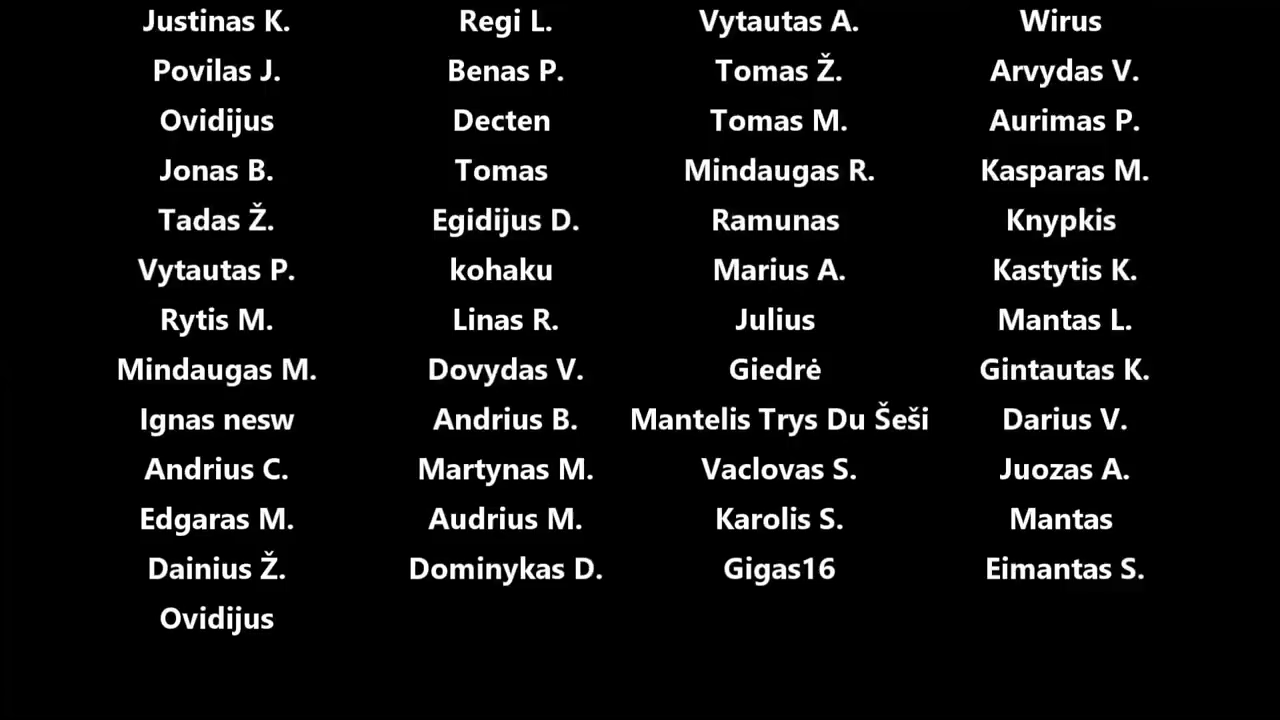 Justinas K. Regi L. Vytautas A. Wirus
Povilas J. Benas P. Tomas Ž. Arvydas V.
Ovidijus Decten Tomas M. Aurimas P.
Jonas B. Tomas Mindaugas R. Kasparas M.
Tadas Ž. Egidijus D. Ramunas Knypkis
Vytautas P. kohaku Marius A. Kastytis K.
Rytis M. Linas R. Julius Mantas L.
Mindaugas M. Dovydas V. Giedrė Gintautas K.
Ignas nesw Andrius B. Mantelis Trys Du Šeši Darius V.
Andrius C. Martynas M. Vaclovas S. Juozas A.
Edgaras M. Audrius M. Karolis S. Mantas
Dainius Ž. Dominykas D. Gigas16 Eimantas S.
Ovidijus